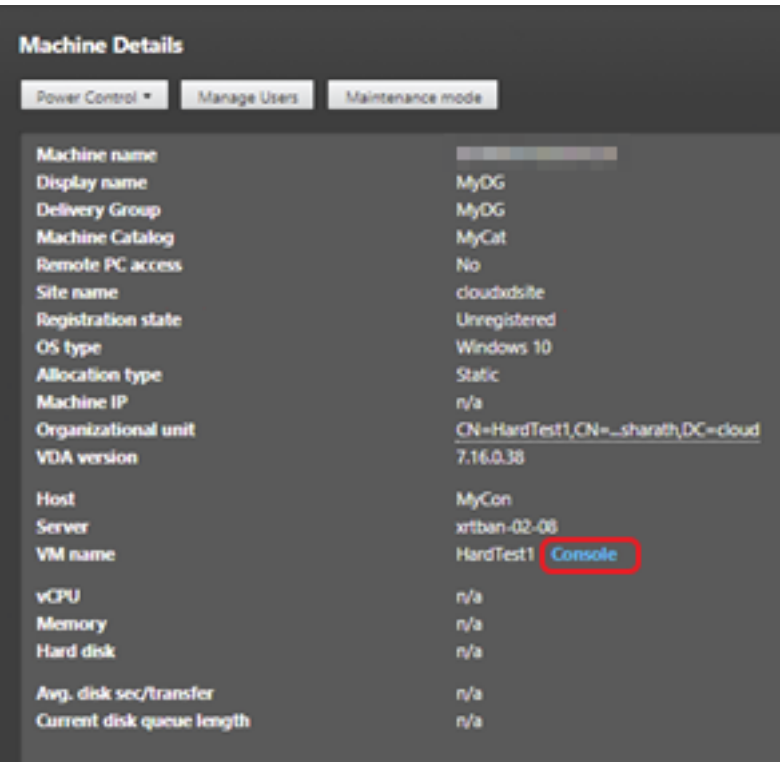 Machine Details
Power Control Manage Users Maintenance mode
Machine name
Display name MyDG
Delivery Group MyDG
Machine Catalog MyCat
Remote PC access No
Site name cloudxdsite
Registration state Unregistered
OS type Windows 10
Allocation type Static
Machine IP n/a
Organizational unit CN=HardTest1,CN=...sharath,DC=cloud
VDA version 7.16.0.38
Host MyCon
Server xrtban-02-08
VM name HardTest1 Console
vCPU n/a
Memory n/a
Hard disk n/a
Avg. disk sec/transfer n/a
Current disk queue length n/a